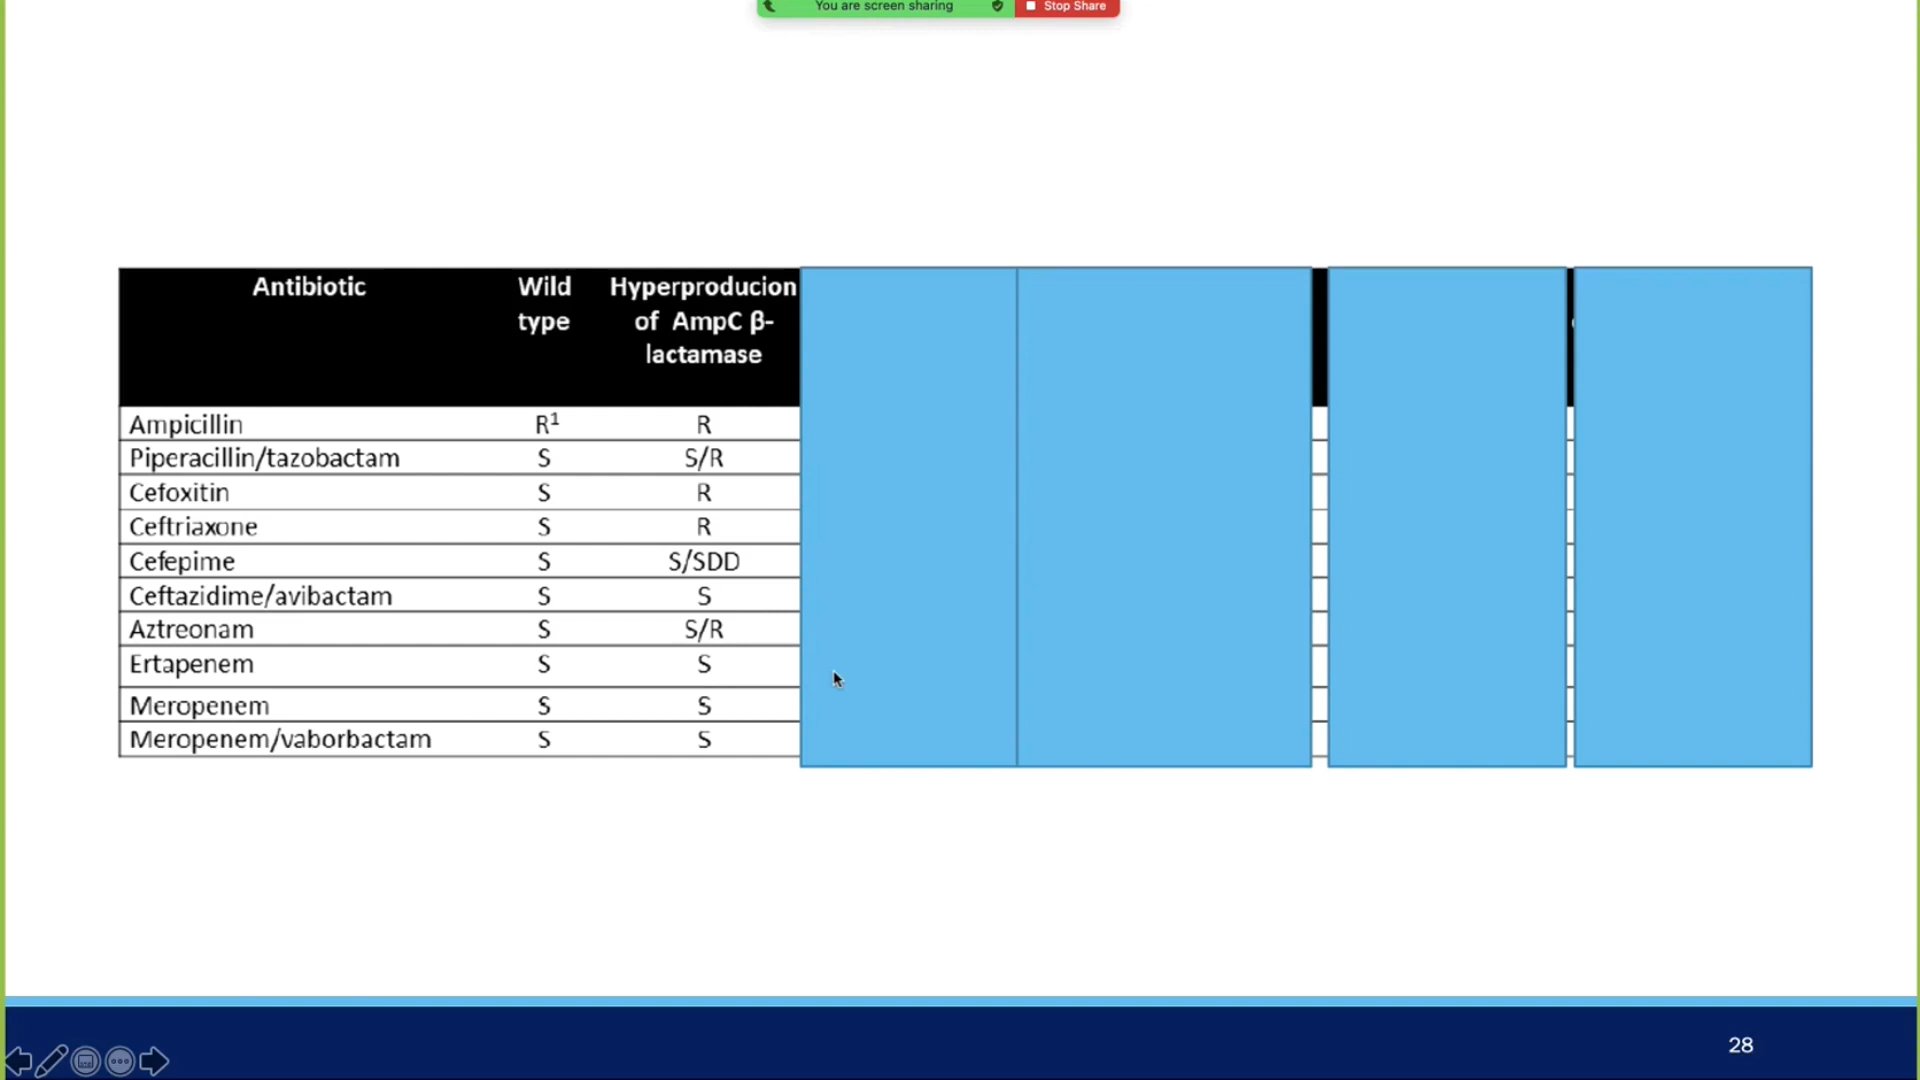 You are screen sharing
Stop Share
Antibiotic Wild type Hyperproducion of AmpC β-lactamase
Ampicillin R¹ R
Piperacillin/tazobactam S S/R
Cefoxitin S R
Ceftriaxone S R
Cefepime S S/SDD
Ceftazidime/avibactam S S
Aztreonam S S/R
Ertapenem S S
Meropenem S S
Meropenem/vaborbactam S S
28